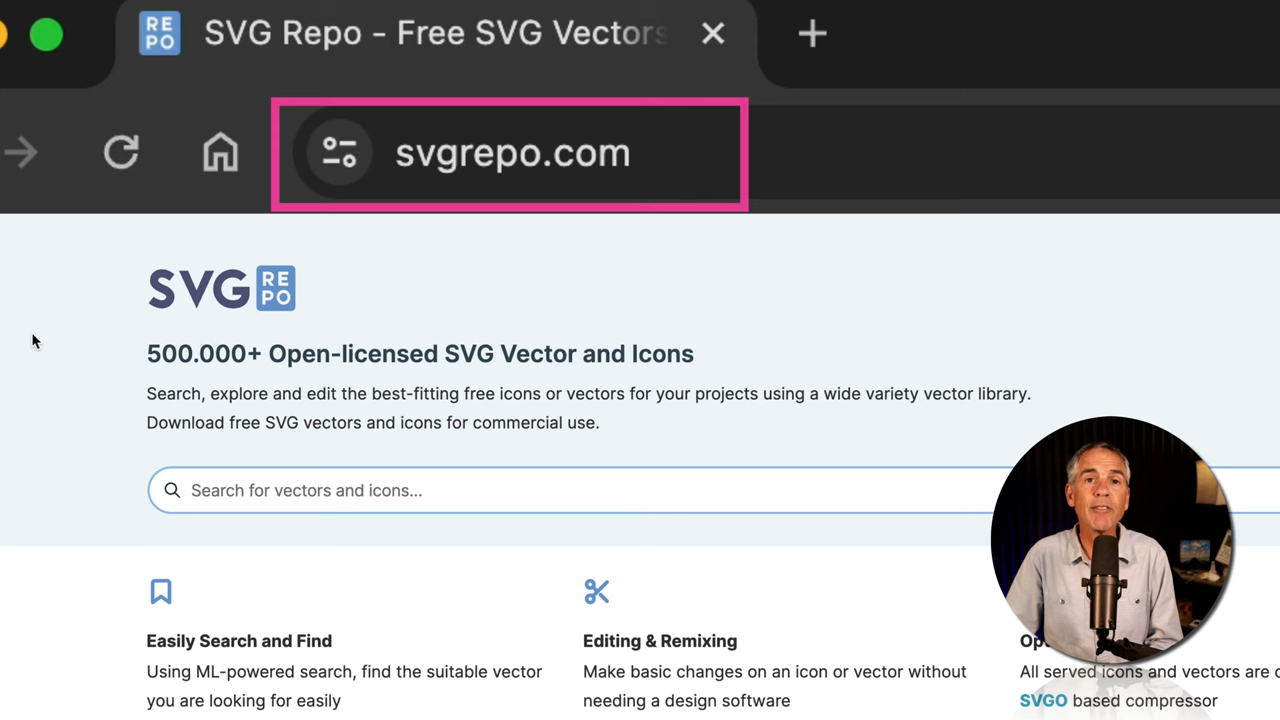 RE
PO
SVG Repo - Free SVG Vectors
svgrepo.com
SVG RE
PO
500.000+ Open-licensed SVG Vector and Icons
Search, explore and edit the best-fitting free icons or vectors for your projects using a wide variety vector library.
Download free SVG vectors and icons for commercial use.
Search for vectors and icons...
Easily Search and Find
Using ML-powered search, find the suitable vector
you are looking for easily
Editing & Remixing
Make basic changes on an icon or vector without
needing a design software
All served icons and vectors are
SVGO based compressor